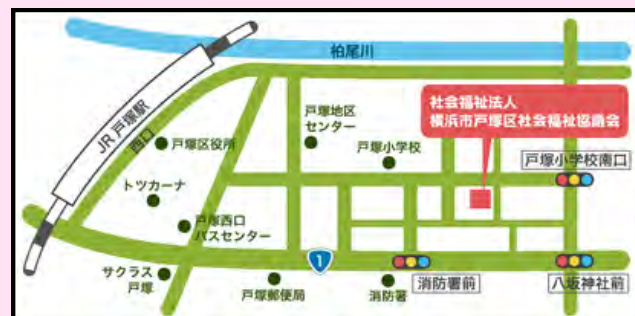 柏尾川
JR 戸塚駅
西口
戸塚区役所
戸塚地区
センター
戸塚小学校
社会福祉法人
横浜市戸塚区社会福祉協議会
戸塚小学校南口
トツカーナ
戸塚西口
バスセンター
サクラス
戸塚
戸塚郵便局
1
消防署
消防署前
八坂神社前